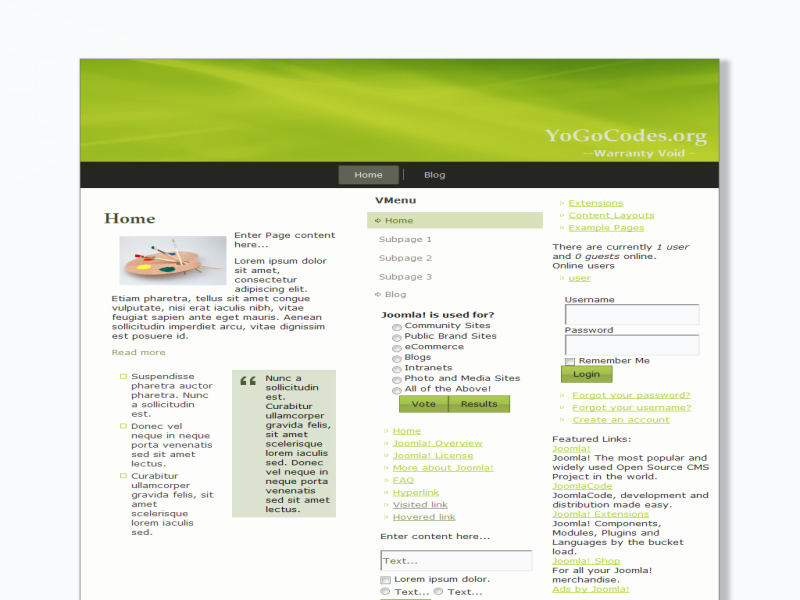 YoGoCodes.org
--Warranty Void -
Home
Blog
Home
Enter Page content
here...
Lorem ipsum dolor
sit amet,
consectetur
adipiscing elit.
Etiam pharetra, tellus sit amet congue
vulputate, nisi erat iaculis nibh, vitae
feugiat sapien ante eget mauris. Aenean
sollicitudin imperdiet arcu, vitae dignissim
est posuere id.
Read more
Suspendisse
pharetra auctor
pharetra. Nunc
a sollicitudin
est.
Donec vel
neque in neque
porta venenatis
sed sit amet
lectus.
Curabitur
ullamcorper
gravida felis, sit
amet
scelerisque
lorem iaculis
sed.
Nunc a
sollicitudin
est.
Curabitur
ullamcorper
gravida felis,
sit amet
scelerisque
lorem iaculis
sed. Donec
vel neque in
neque porta
venenatis
sed sit amet
lectus.
VMenu
Home
Subpage 1
Subpage 2
Subpage 3
Blog
Joomla! is used for?
Community Sites
Public Brand Sites
eCommerce
Blogs
Intranets
Photo and Media Sites
All of the Above!
Vote
Results
Home
Joomla! Overview
Joomla! License
More about Joomla!
FAQ
Hyperlink
Visited link
Hovered link
Enter content here...
Text...
Lorem ipsum dolor.
Text...
Text...
Extensions
Content Layouts
Example Pages
There are currently 1 user
and 0 guests online.
Online users
user
Username
Password
Remember Me
Login
Forgot your password?
Forgot your username?
Create an account
Featured Links:
Joomla!
Joomla! The most popular and
widely used Open Source CMS
Project in the world.
JoomlaCode
JoomlaCode, development and
distribution made easy.
Joomla! Extensions
Joomla! Components,
Modules, Plugins and
Languages by the bucket
load.
Joomla! Shop
For all your Joomla!
merchandise.
Ads by Joomla!